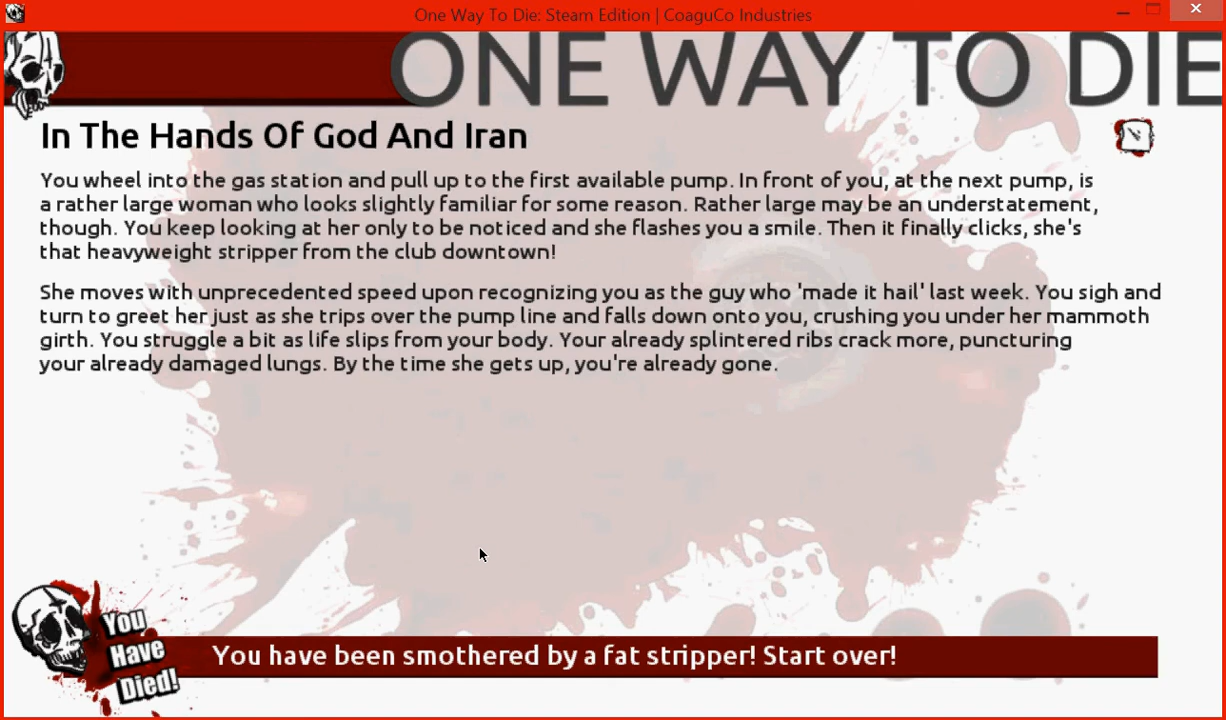 One Way To Die: Steam Edition | CoaguCo Industries
ONE WAY TO DIE
In The Hands Of God And Iran
You wheel into the gas station and pull up to the first available pump. In front of you, at the next pump, is
a rather large woman who looks slightly familiar for some reason. Rather large may be an understatement,
though. You keep looking at her only to be noticed and she flashes you a smile. Then it finally clicks, she's
that heavyweight stripper from the club downtown!
She moves with unprecedented speed upon recognizing you as the guy who 'made it hail' last week. You sigh and
turn to greet her just as she trips over the pump line and falls down onto you, crushing you under her mammoth
girth. You struggle a bit as life slips from your body. Your already splintered ribs crack more, puncturing
your already damaged lungs. By the time she gets up, you're already gone.
You
Have
Died!
You have been smothered by a fat stripper! Start over!